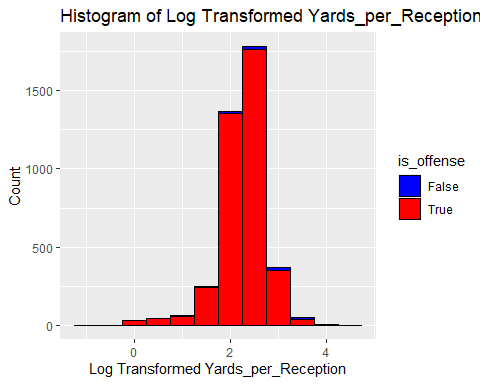 Histogram of Log Transformed Yards_per_Reception
Count
1500
1000
500
0
0 2 4
Log Transformed Yards_per_Reception
is_offense
False
True